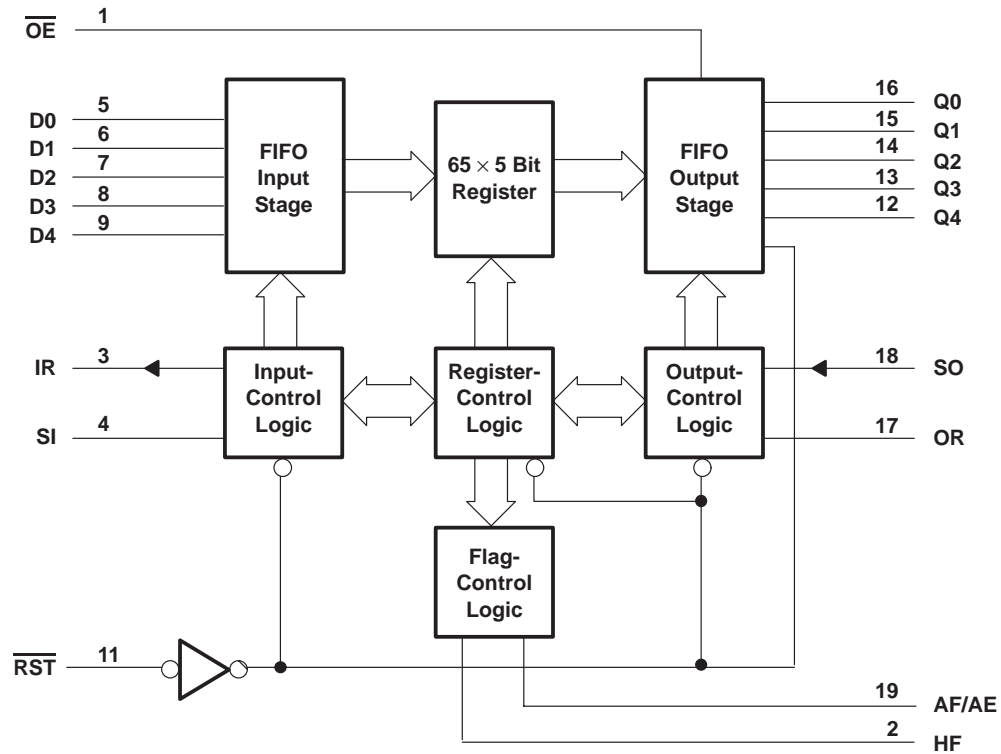 OE 1
5 D0
6 D1
7 D2
8 D3
9 D4
FIFO
Input
Stage
65 × 5 Bit
Register
FIFO
Output
Stage
16 Q0
15 Q1
14 Q2
13 Q3
12 Q4
IR 3
SI 4
Input-
Control
Logic
Register-
Control
Logic
Output-
Control
Logic
18 SO
17 OR
Flag-
Control
Logic
RST 11
19 AF/AE
2 HF